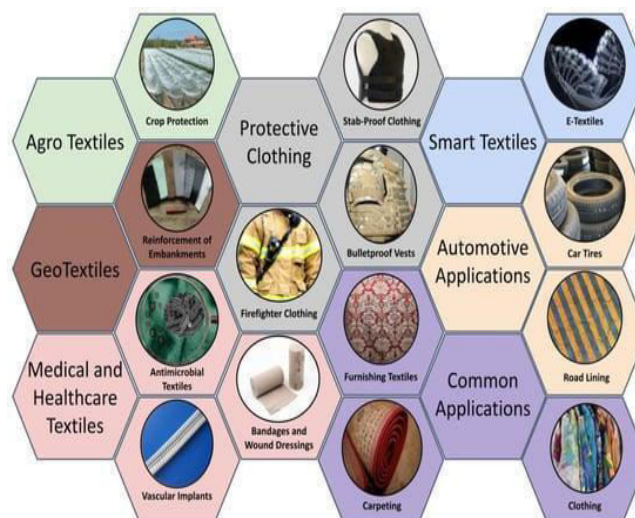 Crop Protection
Stab-Proof Clothing
E-Textiles
Agro Textiles
Protective
Clothing
Smart Textiles
Reinforcement of
Embankments
Bulletproof Vests
Car Tires
GeoTextiles
Firefighter Clothing
Automotive
Applications
Antimicrobial
Textiles
Furnishing Textiles
Road Lining
Medical and
Healthcare
Textiles
Bandages and
Wound Dressings
Common
Applications
Vascular Implants
Carpeting
Clothing